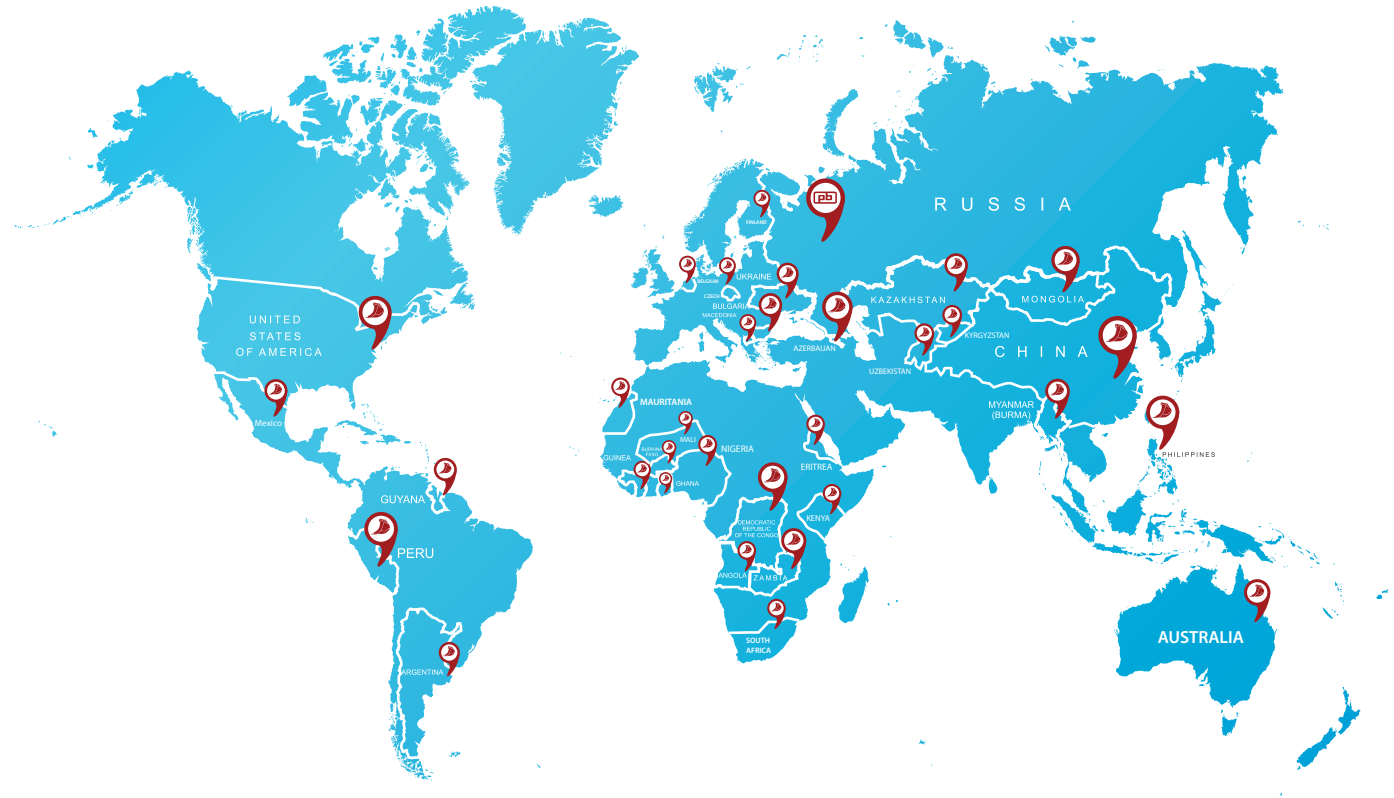 pb
RUSSIA
FINLAND
BELGIUM
UKRAINE
CZECH
BULGARIA
MACEDONIA
KAZAKHSTAN
MONGOLIA
UNITED
STATES
OF AMERICA
AZERBAIJAN
KYRGYZSTAN
CHINA
UZBEKISTAN
Mexico
MAURITANIA
MYANMAR
(BURMA)
MALI
BURKINA
FASO
NIGERIA
GUINEA
PHILIPPINES
ERITREA
GHANA
GUYANA
KENYA
DEMOCRATIC
REPUBLIC
OF THE CONGO
PERU
ANGOLA
ZAMBIA
SOUTH
AFRICA
AUSTRALIA
ARGENTINA